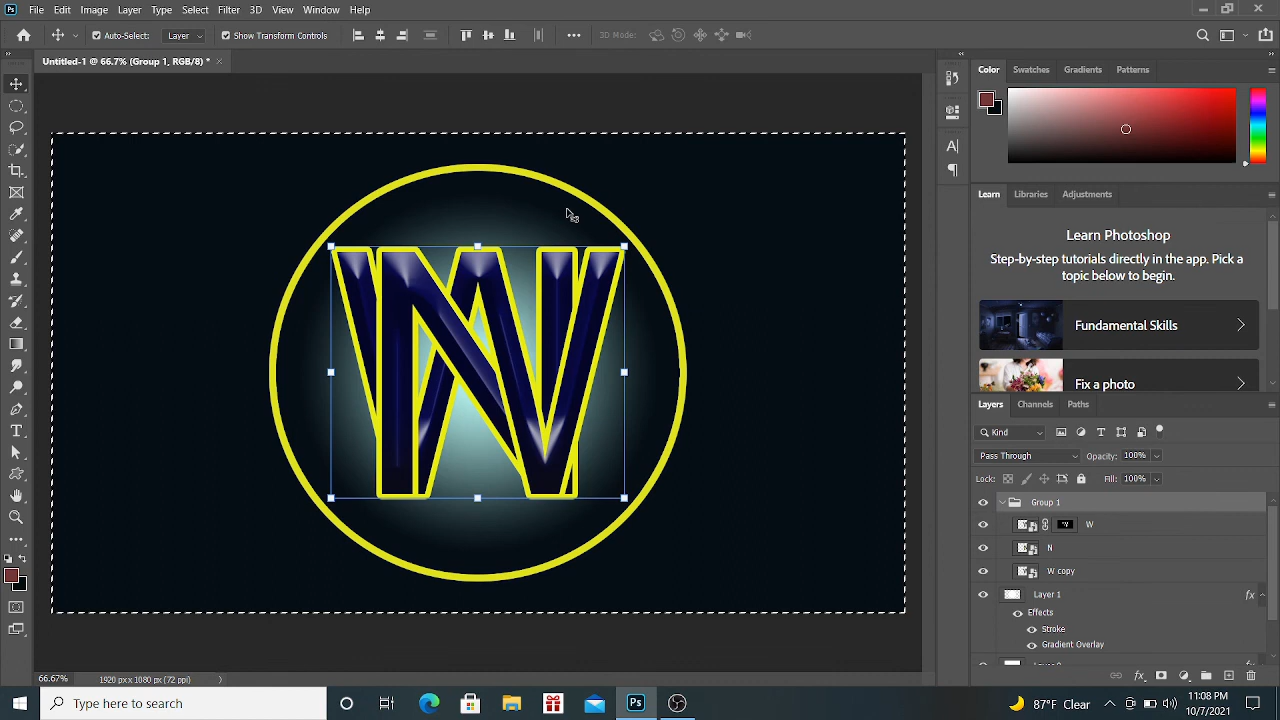 Ps File Edit Image Layer Type Select Filter 3D View Window Help
Auto-Select: Layer Show Transform Controls 3D Mode:
Untitled-1 @ 66.7% (Group 1, RGB/8) *
Color Swatches Gradients Patterns
Learn Libraries Adjustments
Learn Photoshop
Step-by-step tutorials directly in the app. Pick a
topic below to begin.
Fundamental Skills
Fix a photo
Layers Channels Paths
Kind
Pass Through Opacity: 100%
Lock: Fill: 100%
Group 1
W
N
W copy
Layer 1 fx
Effects
Stroke
Gradient Overlay
NW
66.67% 1920 px x 1080 px (72 ppi)
Type here to search
Ps
87°F Clear
11:08 PM
10/7/2021